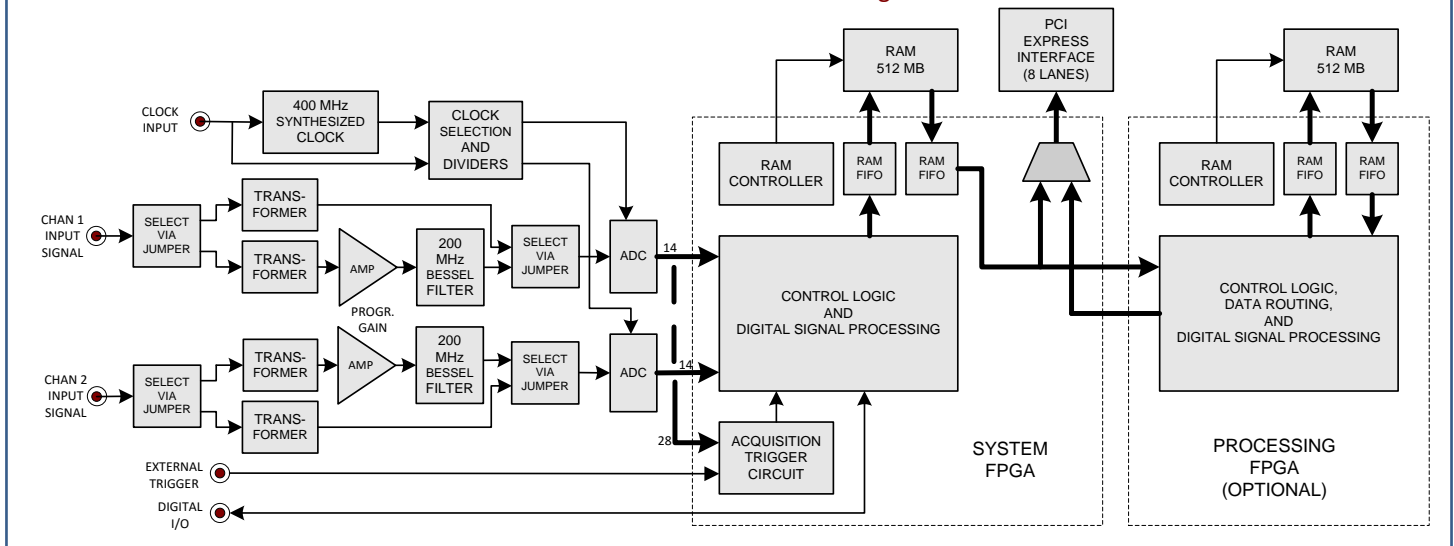 CLOCK
INPUT
400 MHz
SYNTHESIZED
CLOCK
CLOCK
SELECTION
AND
DIVIDERS
CHAN 1
INPUT
SIGNAL
SELECT
VIA
JUMPER
TRANS-
FORMER
TRANS-
FORMER
AMP
PROGR.
GAIN
200
MHz
BESSEL
FILTER
SELECT
VIA
JUMPER
ADC
14
CHAN 2
INPUT
SIGNAL
SELECT
VIA
JUMPER
TRANS-
FORMER
TRANS-
FORMER
AMP
200
MHz
BESSEL
FILTER
SELECT
VIA
JUMPER
ADC
14
28
EXTERNAL
TRIGGER
DIGITAL
I/O
RAM
512 MB
PCI
EXPRESS
INTERFACE
(8 LANES)
RAM
CONTROLLER
RAM
FIFO
RAM
FIFO
CONTROL LOGIC
AND
DIGITAL SIGNAL PROCESSING
ACQUISITION
TRIGGER
CIRCUIT
SYSTEM
FPGA
RAM
512 MB
RAM
CONTROLLER
RAM
FIFO
RAM
FIFO
CONTROL LOGIC,
DATA ROUTING,
AND
DIGITAL SIGNAL PROCESSING
PROCESSING
FPGA
(OPTIONAL)